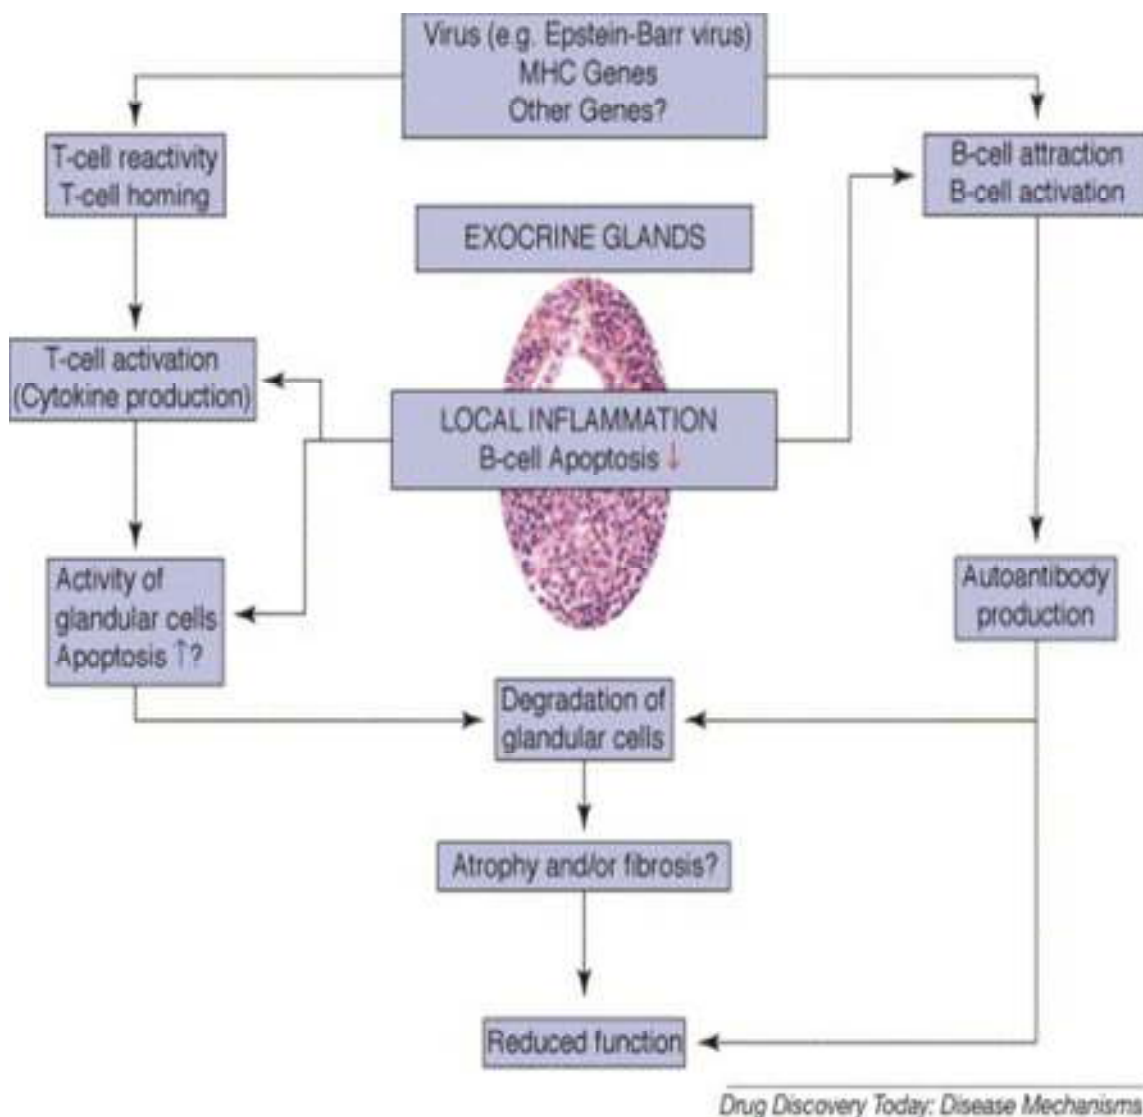 Virus (e.g. Epstein-Barr virus)
MHC Genes
Other Genes?
T-cell reactivity
T-cell homing
B-cell attraction
B-cell activation
EXOCRINE GLANDS
T-cell activation
(Cytokine production)
LOCAL INFLAMMATION
B-cell Apoptosis ↓
Activity of
glandular cells
Apoptosis ↑?
Autoantibody
production
Degradation of
glandular cells
Atrophy and/or fibrosis?
Reduced function
Drug Discovery Today: Disease Mechanisms